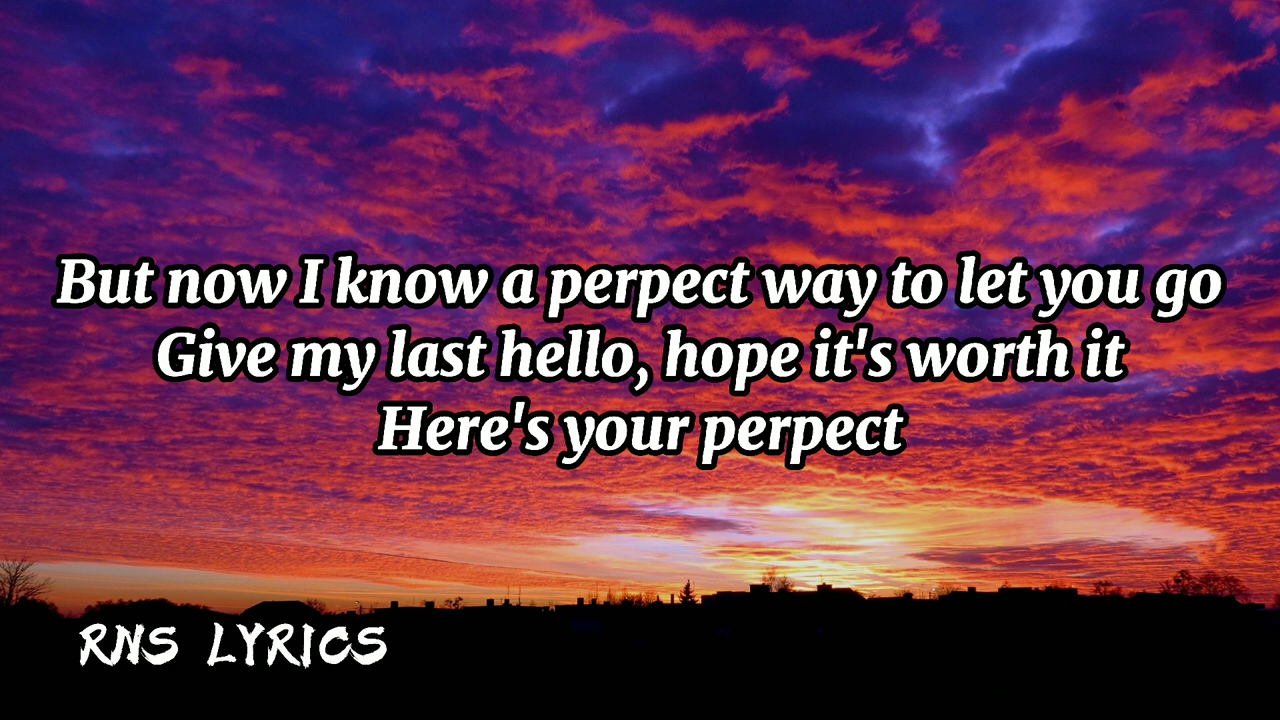 But now I know a perpect way to let you go
Give my last hello, hope it's worth it
Here's your perpect
RNS LYRICS